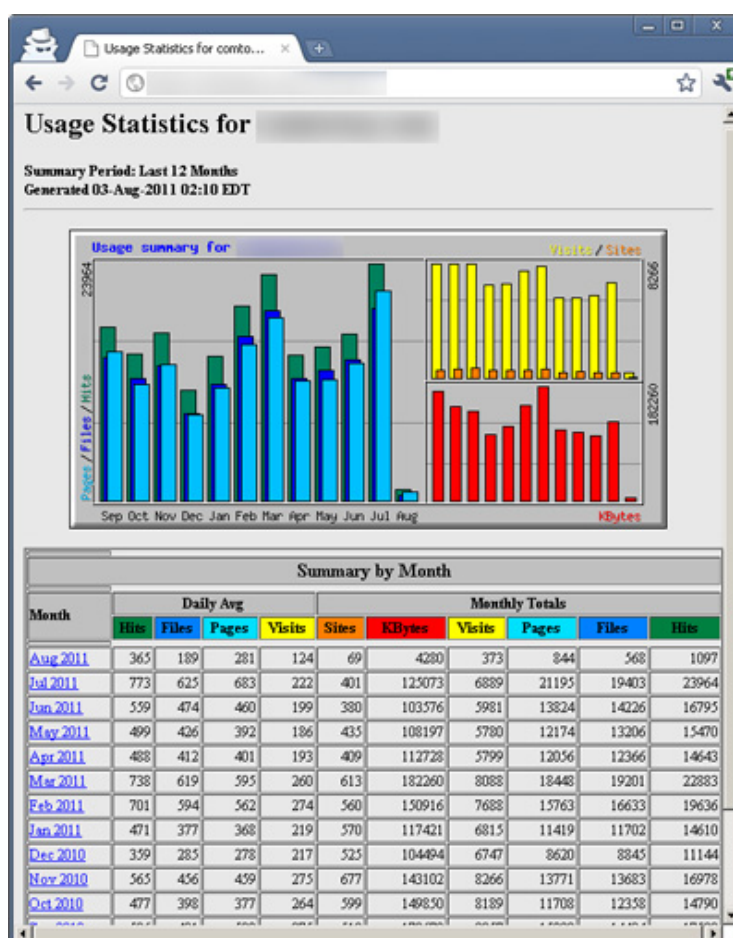 Usage Statistics for comto...
Usage Statistics for
Summary Period: Last 12 Months
Generated 03-Aug-2011 02:10 EDT
Usage summary for
Visits / Sites
23964
8266
Pages / Files / Hits
182260
Sep Oct Nov Dec Jan Feb Mar Apr May Jun Jul Aug
KBytes
Summary by Month
Month Daily Avg Monthly Totals
Hits Files Pages Visits Sites KBytes Visits Pages Files Hits
Aug 2011 365 189 281 124 69 4280 373 844 568 1097
Jul 2011 773 625 683 222 401 125073 6889 21195 19403 23964
Jun 2011 559 474 460 199 380 103576 5981 13824 14226 16795
May 2011 499 426 392 186 435 108197 5780 12174 13206 15470
Apr 2011 488 412 401 193 409 112728 5799 12056 12366 14643
Mar 2011 738 619 595 260 613 182260 8088 18448 19201 22883
Feb 2011 701 594 562 274 560 150916 7688 15763 16633 19636
Jan 2011 471 377 368 219 570 117421 6815 11419 11702 14610
Dec 2010 359 285 278 217 525 104494 6747 8620 8845 11144
Nov 2010 565 456 459 275 677 143102 8266 13771 13683 16978
Oct 2010 477 398 377 264 599 149850 8189 11708 12358 14790